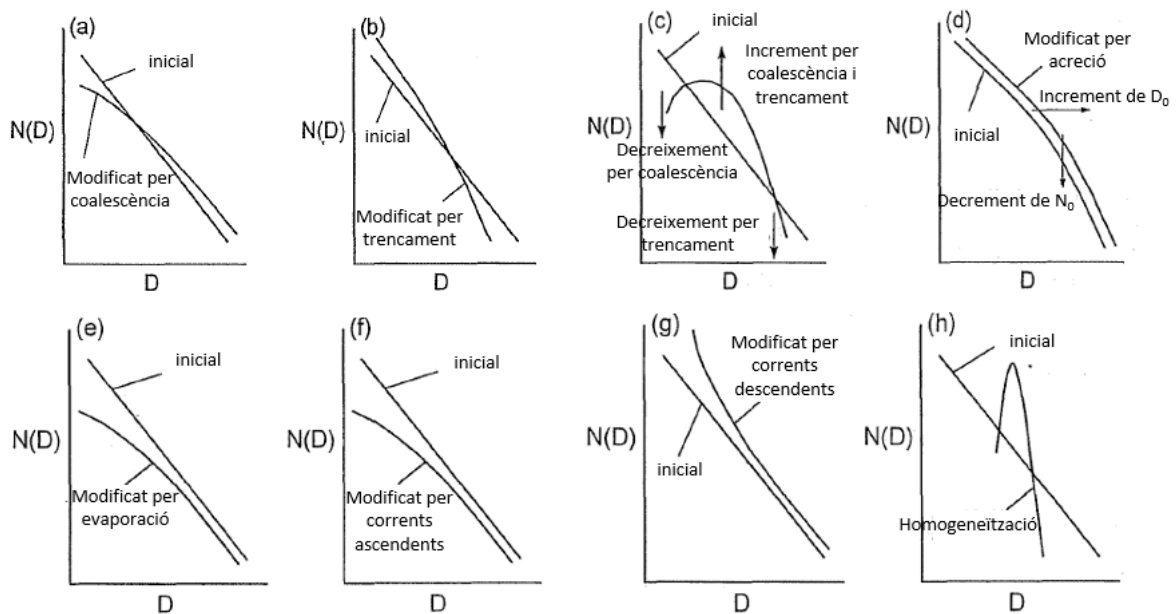 (a)
inicial
N(D)
Modificat per
coalescència
D
(b)
N(D)
inicial
Modificat per
trencament
D
(c)
inicial
Increment per
coalescència i
trencament
N(D)
Decreixement
per coalescència
Decreixement per
trencament
D
(d)
Modificat per
acreció
Increment de D₀
N(D)
inicial
Decrement de N₀
D
(e)
inicial
N(D)
Modificat per
evaporació
D
(f)
inicial
N(D)
Modificat per
corrents
ascendents
D
(g)
Modificat per
corrents
descendents
N(D)
inicial
D
(h)
inicial
N(D)
Homogeneïtzació
D